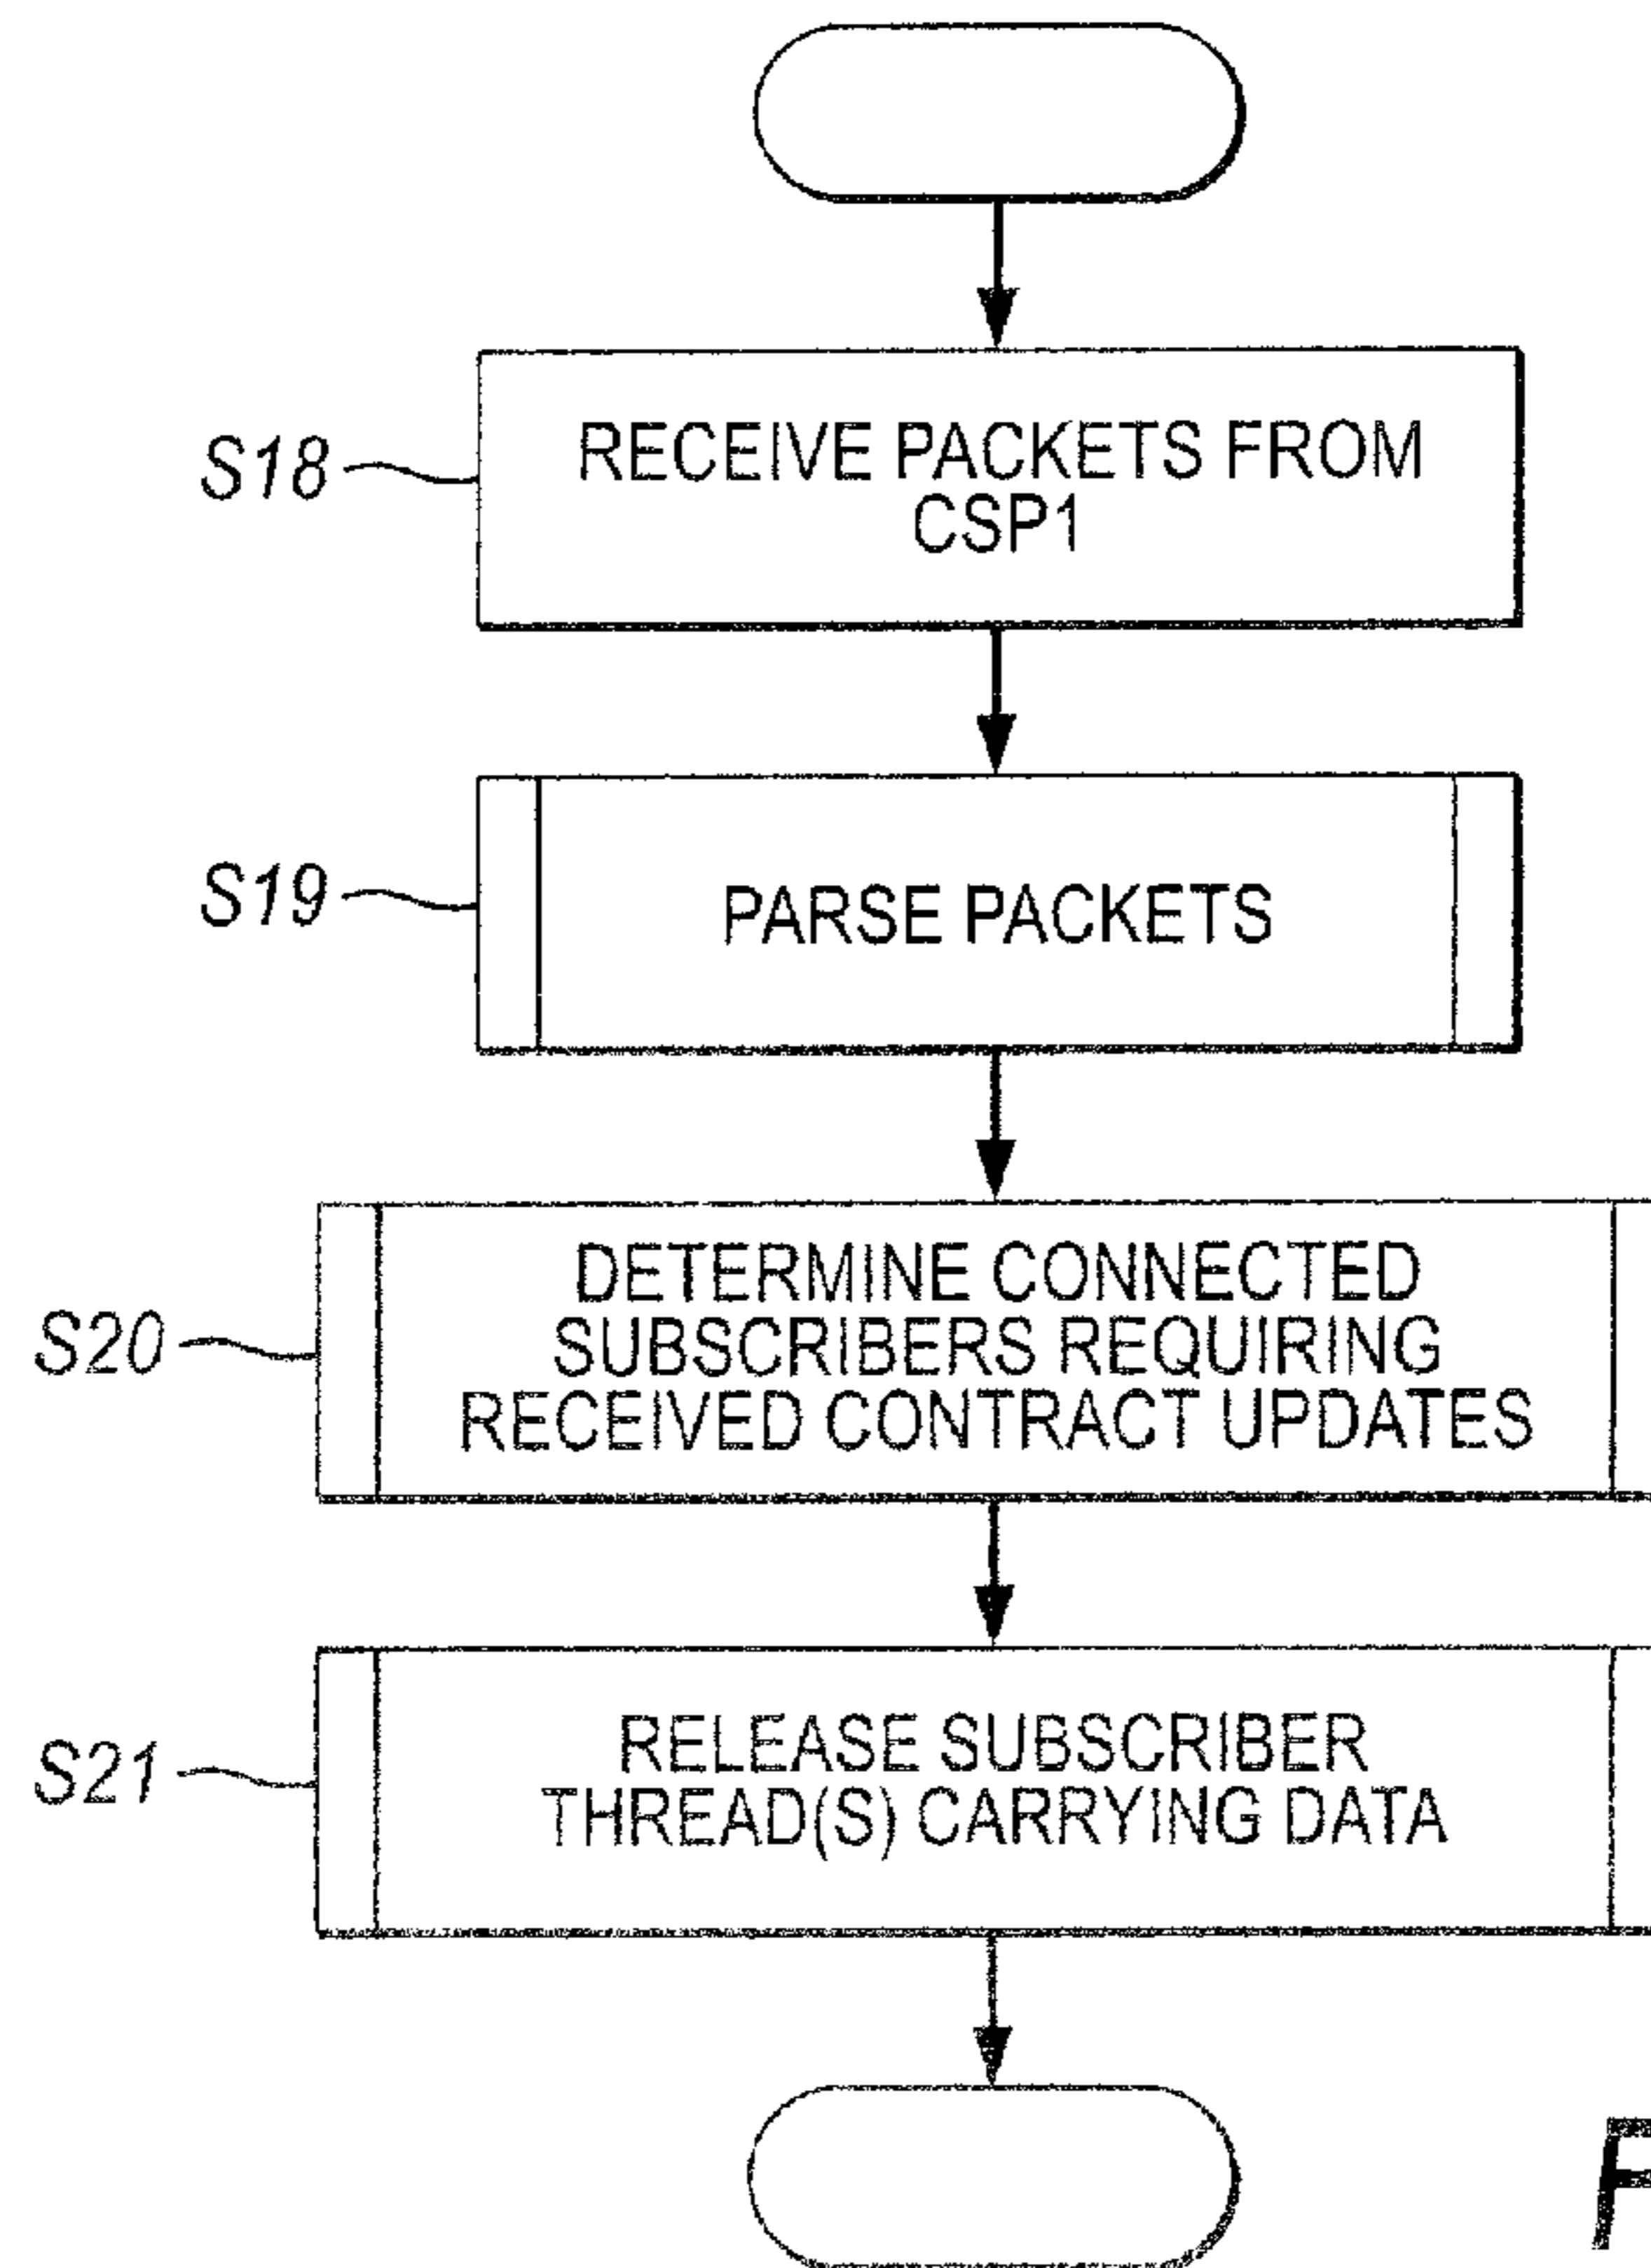 S18
RECEIVE PACKETS FROM
CSP1
S19
PARSE PACKETS
S20
DETERMINE CONNECTED
SUBSCRIBERS REQUIRING
RECEIVED CONTRACT UPDATES
S21
RELEASE SUBSCRIBER
THREAD(S) CARRYING DATA
F